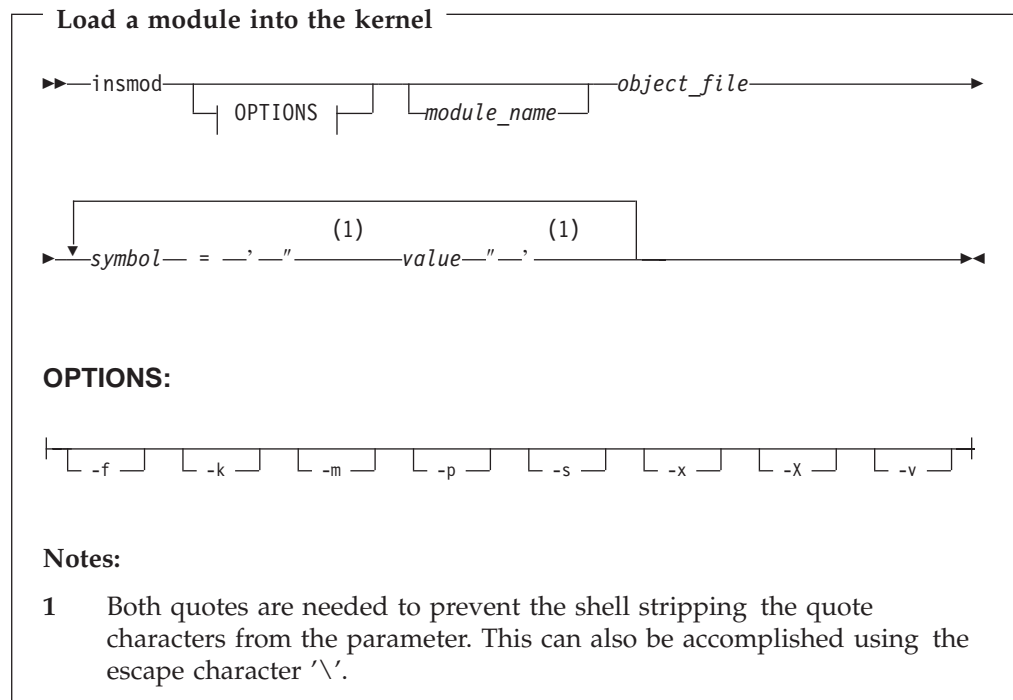 Load a module into the kernel
insmod OPTIONS module_name object_file
(1) (1)
symbol = ' " value " '
OPTIONS:
-f -k -m -p -s -x -X -v
Notes:
1 Both quotes are needed to prevent the shell stripping the quote
characters from the parameter. This can also be accomplished using the
escape character '\'.